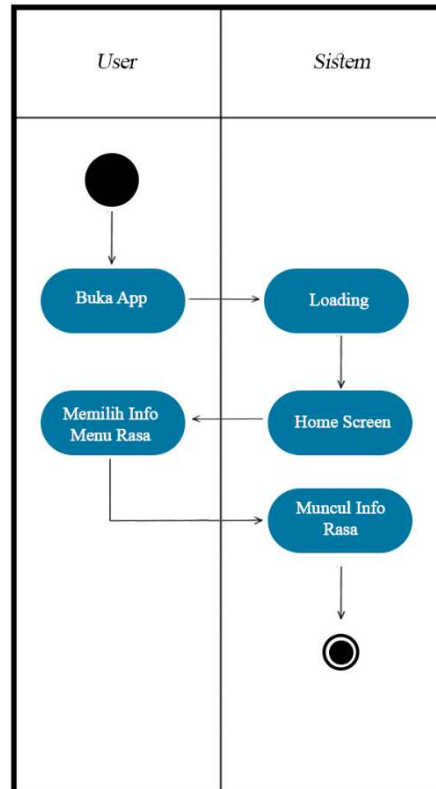 User
Sistem
Buka App
Loading
Memilih Info
Menu Rasa
Home Screen
Muncul Info
Rasa